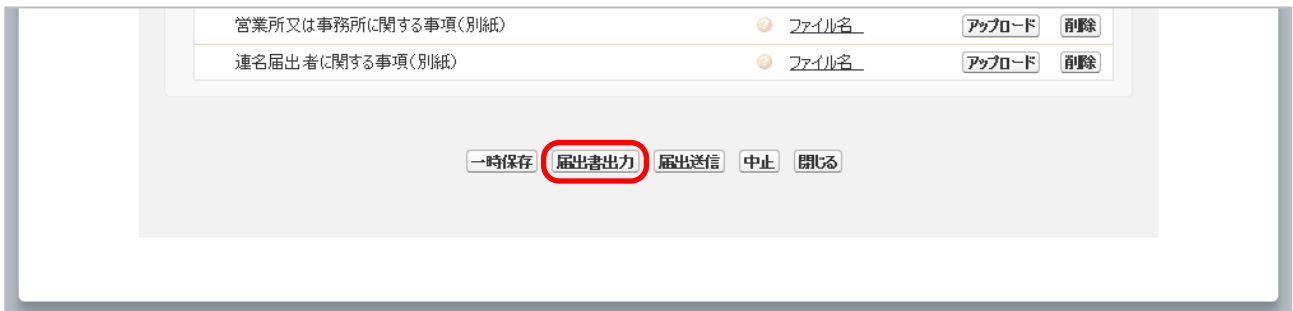 営業所又は事務所に関する事項(別紙) ? ファイル名 アップロード 削除
連名届出者に関する事項(別紙) ? ファイル名 アップロード 削除
一時保存 届出書出力 届出送信 中止 閉じる